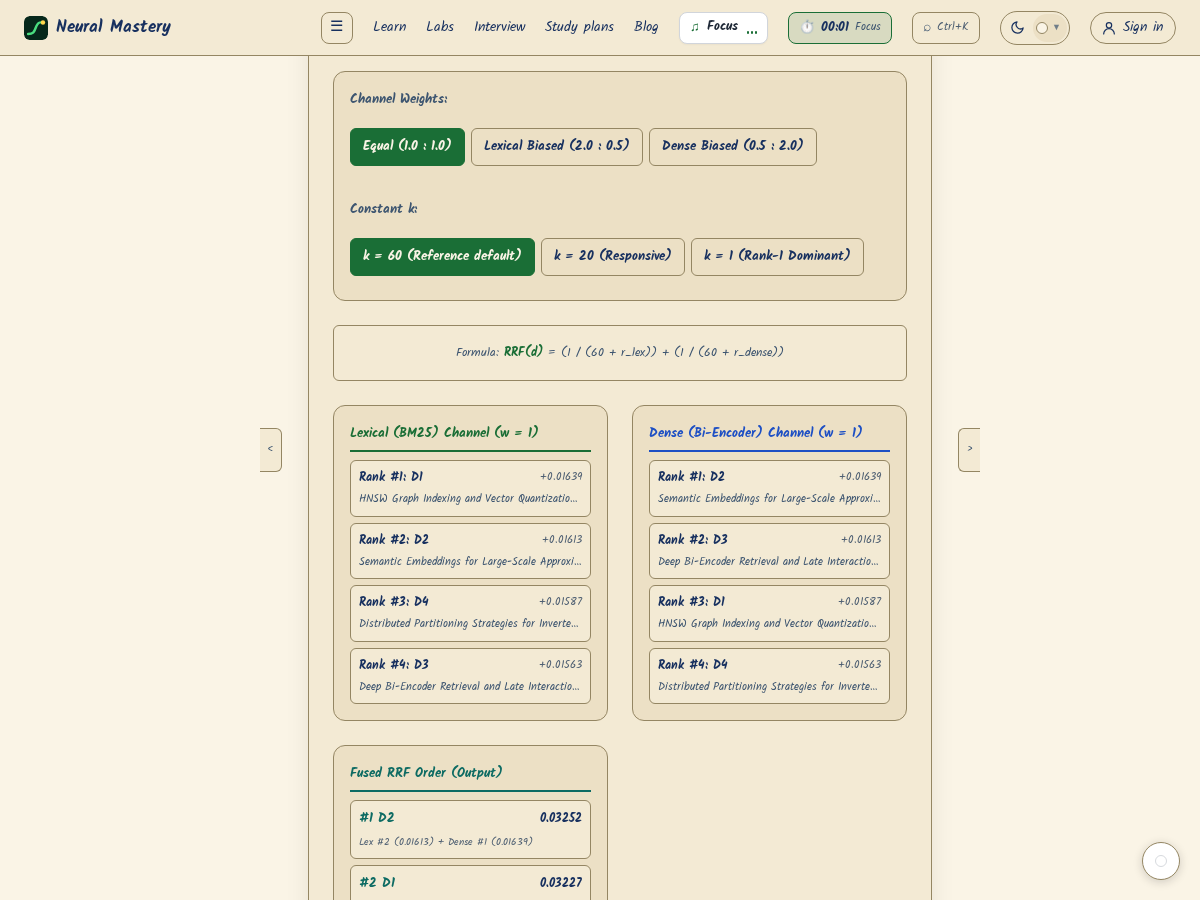 Neural Mastery
Learn
Labs
Interview
Study plans
Blog
Focus
00:01 Focus
Ctrl+K
Sign in
Channel Weights:
Equal (1.0 : 1.0)
Lexical Biased (2.0 : 0.5)
Dense Biased (0.5 : 2.0)
Constant k:
k = 60 (Reference default)
k = 20 (Responsive)
k = 1 (Rank-1 Dominant)
Formula: RRF(d) = (1 / (60 + r_lex)) + (1 / (60 + r_dense))
<
>
Lexical (BM25) Channel (w = 1)
Rank #1: D1 +0.01639
HNSW Graph Indexing and Vector Quantizatio...
Rank #2: D2 +0.01613
Semantic Embeddings for Large-Scale Approxi...
Rank #3: D4 +0.01587
Distributed Partitioning Strategies for Inverte...
Rank #4: D3 +0.01563
Deep Bi-Encoder Retrieval and Late Interactio...
Dense (Bi-Encoder) Channel (w = 1)
Rank #1: D2 +0.01639
Semantic Embeddings for Large-Scale Approxi...
Rank #2: D3 +0.01613
Deep Bi-Encoder Retrieval and Late Interactio...
Rank #3: D1 +0.01587
HNSW Graph Indexing and Vector Quantizatio...
Rank #4: D4 +0.01563
Distributed Partitioning Strategies for Inverte...
Fused RRF Order (Output)
#1 D2 0.03252
Lex #2 (0.01613) + Dense #1 (0.01639)
#2 D1 0.03227